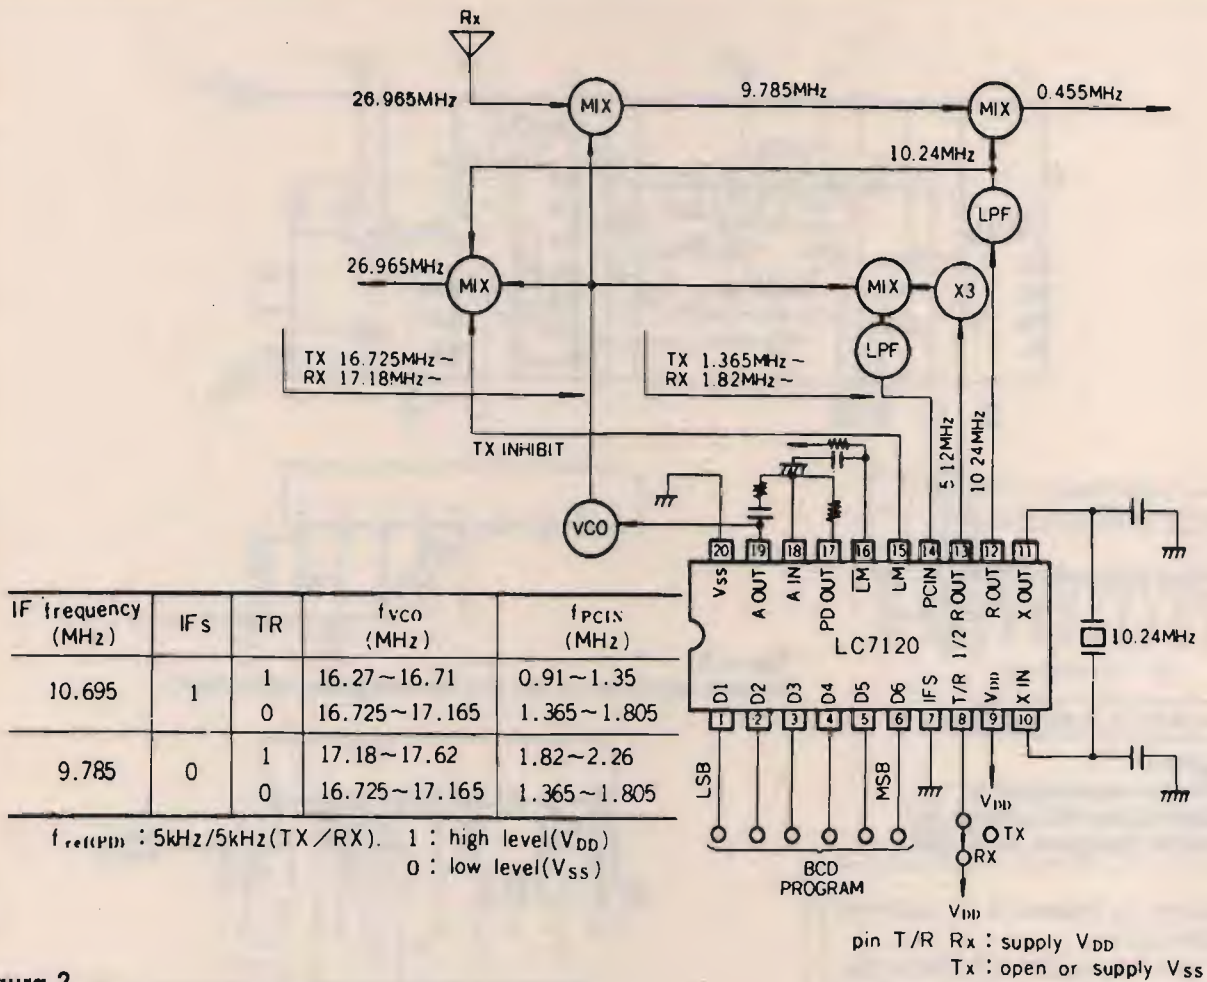 Rx
26.965MHz
MIX
9.785MHz
MIX
0.455MHz
10.24MHz
LPF
26.965MHz
MIX
MIX
X3
LPF
TX 16.725MHz~
RX 17.18MHz~
TX 1.365MHz~
RX 1.82MHz~
TX INHIBIT
5.12MHz
10.24MHz
VCO
20 19 18 17 16 15 14 13 12 11
VSS
A OUT
A IN
PD OUT
LM
LM
PCIN
1/2 R OUT
R OUT
X OUT
LC7120
10.24MHz
D1
D2
D3
D4
D5
D6
IFS
T/R
VDD
X IN
1 2 3 4 5 6 7 8 9 10
LSB
MSB
VDD
TX
RX
BCD
PROGRAM
VDD
pin T/R Rx : supply VDD
Tx : open or supply VSS
IF frequency (MHz) IFs TR fVCO (MHz) fPCIN (MHz)
10.695 1 1 16.27~16.71 0.91~1.35
0 16.725~17.165 1.365~1.805
9.785 0 1 17.18~17.62 1.82~2.26
0 16.725~17.165 1.365~1.805
fref(PD) : 5kHz/5kHz(TX/RX). 1 : high level(VDD)
0 : low level(VSS)